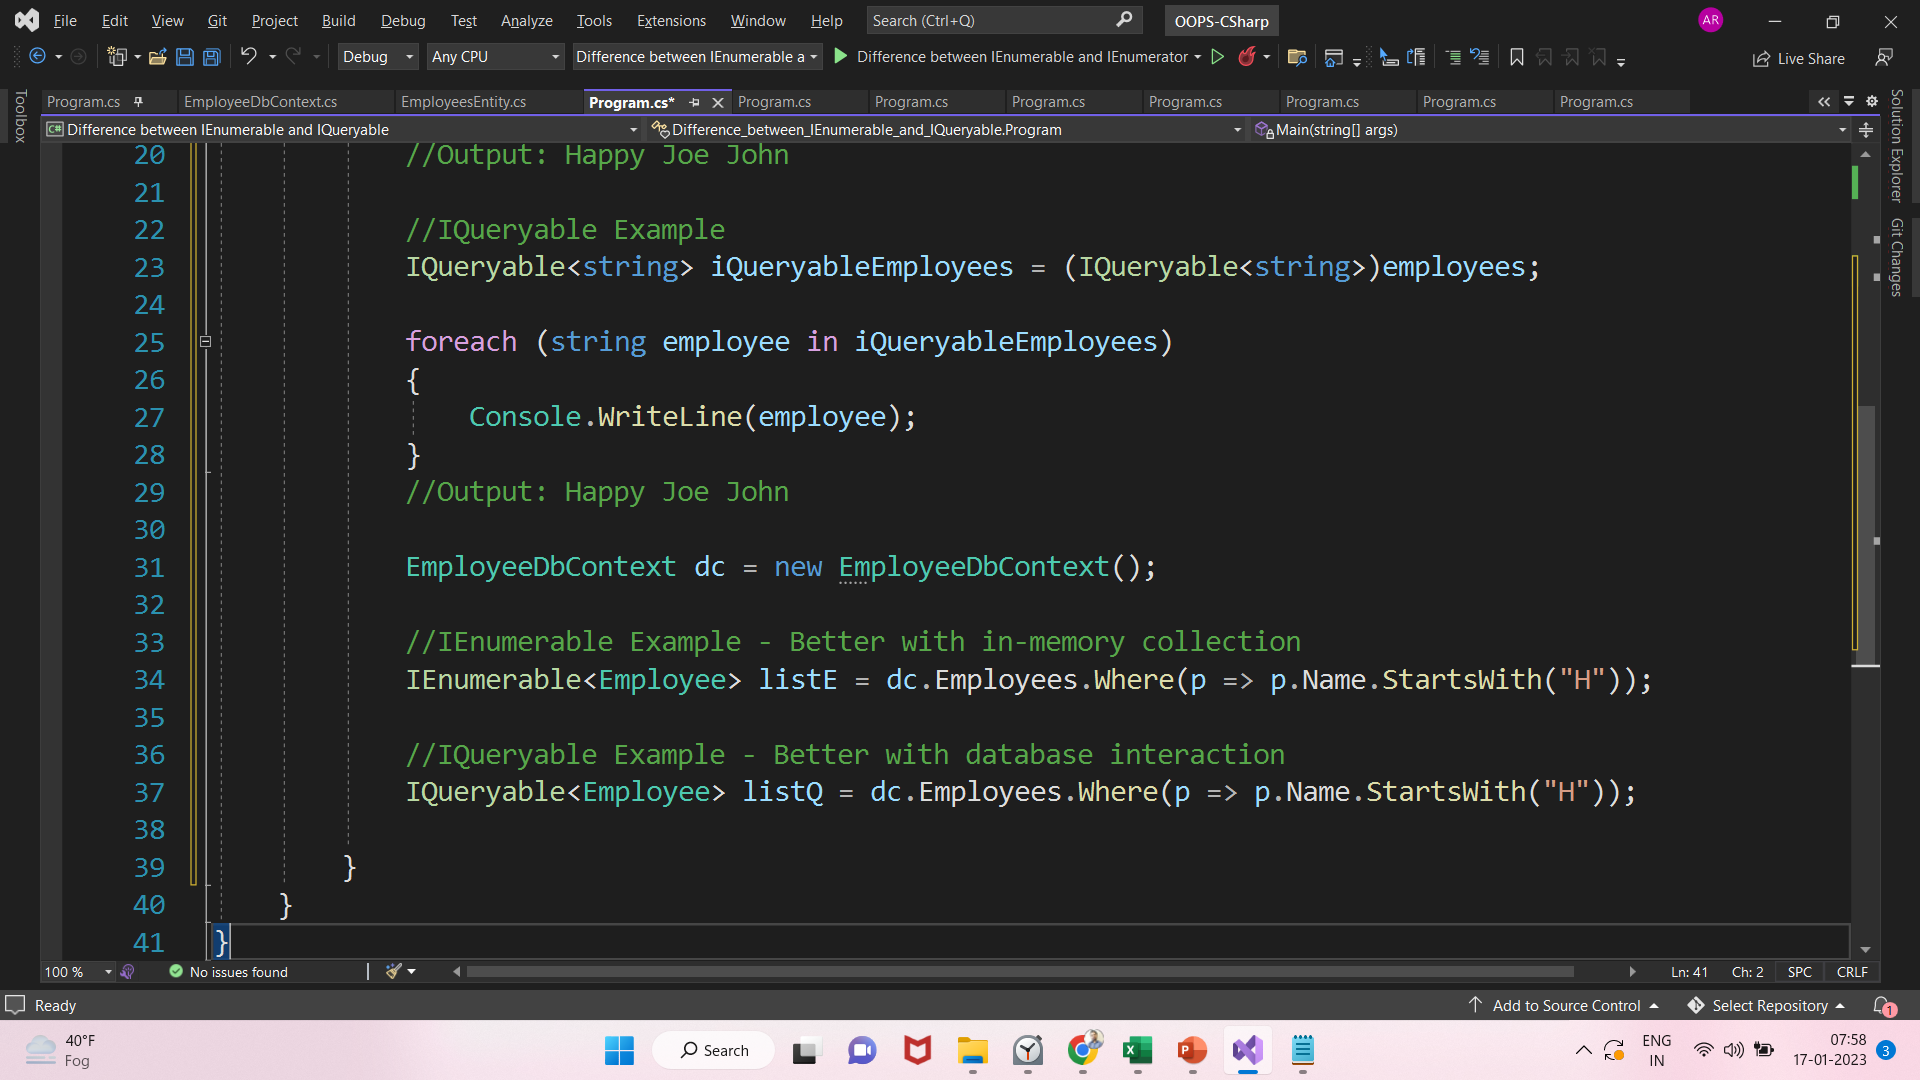 File Edit View Git Project Build Debug Test Analyze Tools Extensions Window Help Search (Ctrl+Q) OOPS-CSharp AR
Debug Any CPU Difference between IEnumerable a Difference between IEnumerable and IEnumerator Live Share
Toolbox
Program.cs EmployeeDbContext.cs EmployeesEntity.cs Program.cs* Program.cs Program.cs Program.cs Program.cs Program.cs Program.cs Program.cs
Solution Explorer
Git Changes
C# Difference between IEnumerable and IQueryable Difference_between_IEnumerable_and_IQueryable.Program Main(string[] args)
20 //Output: Happy Joe John
21
22 //IQueryable Example
23 IQueryable<string> iQueryableEmployees = (IQueryable<string>)employees;
24
25 foreach (string employee in iQueryableEmployees)
26 {
27 Console.WriteLine(employee);
28 }
29 //Output: Happy Joe John
30
31 EmployeeDbContext dc = new EmployeeDbContext();
32
33 //IEnumerable Example - Better with in-memory collection
34 IEnumerable<Employee> listE = dc.Employees.Where(p => p.Name.StartsWith("H"));
35
36 //IQueryable Example - Better with database interaction
37 IQueryable<Employee> listQ = dc.Employees.Where(p => p.Name.StartsWith("H"));
38
39 }
40 }
41 }
100 % No issues found Ln: 41 Ch: 2 SPC CRLF
Ready Add to Source Control Select Repository 1
40°F
Fog
Search
ENG
IN
07:58
17-01-2023
3